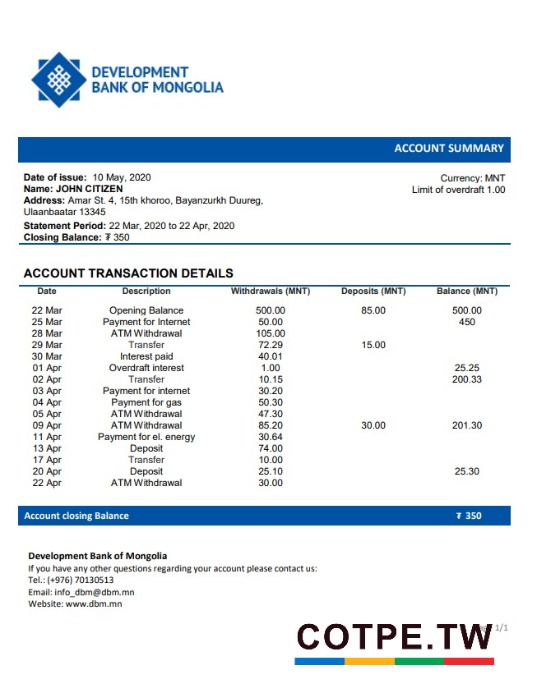 DEVELOPMENT
BANK OF MONGOLIA
ACCOUNT SUMMARY
Date of issue: 10 May, 2020
Currency: MNT
Name: JOHN CITIZEN
Limit of overdraft 1.00
Address: Amar St. 4, 15th khoroo, Bayanzurkh Duureg,
Ulaanbaatar 13345
Statement Period: 22 Mar, 2020 to 22 Apr, 2020
Closing Balance: ₮ 350
ACCOUNT TRANSACTION DETAILS
Date Description Withdrawals (MNT) Deposits (MNT) Balance (MNT)
22 Mar Opening Balance 500.00 85.00 500.00
25 Mar Payment for Internet 50.00 450
28 Mar ATM Withdrawal 105.00
29 Mar Transfer 72.29 15.00
30 Mar Interest paid 40.01
01 Apr Overdraft interest 1.00 25.25
02 Apr Transfer 10.15 200.33
03 Apr Payment for internet 30.20
04 Apr Payment for gas 50.30
05 Apr ATM Withdrawal 47.30
09 Apr ATM Withdrawal 85.20 30.00 201.30
11 Apr Payment for el. energy 30.64
13 Apr Deposit 74.00
17 Apr Transfer 10.00
20 Apr Deposit 25.10 25.30
22 Apr ATM Withdrawal 30.00
Account closing Balance ₮ 350
Development Bank of Mongolia
If you have any other questions regarding your account please contact us:
Tel.: (+976) 70130513
Email: info_dbm@dbm.mn
Website: www.dbm.mn
1/1
COTPE.TW